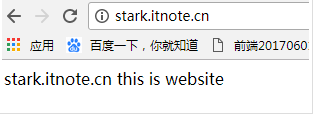 stark.itnote.cn
应用 百度一下，你就知道 前端2017060
stark.itnote.cn this is website